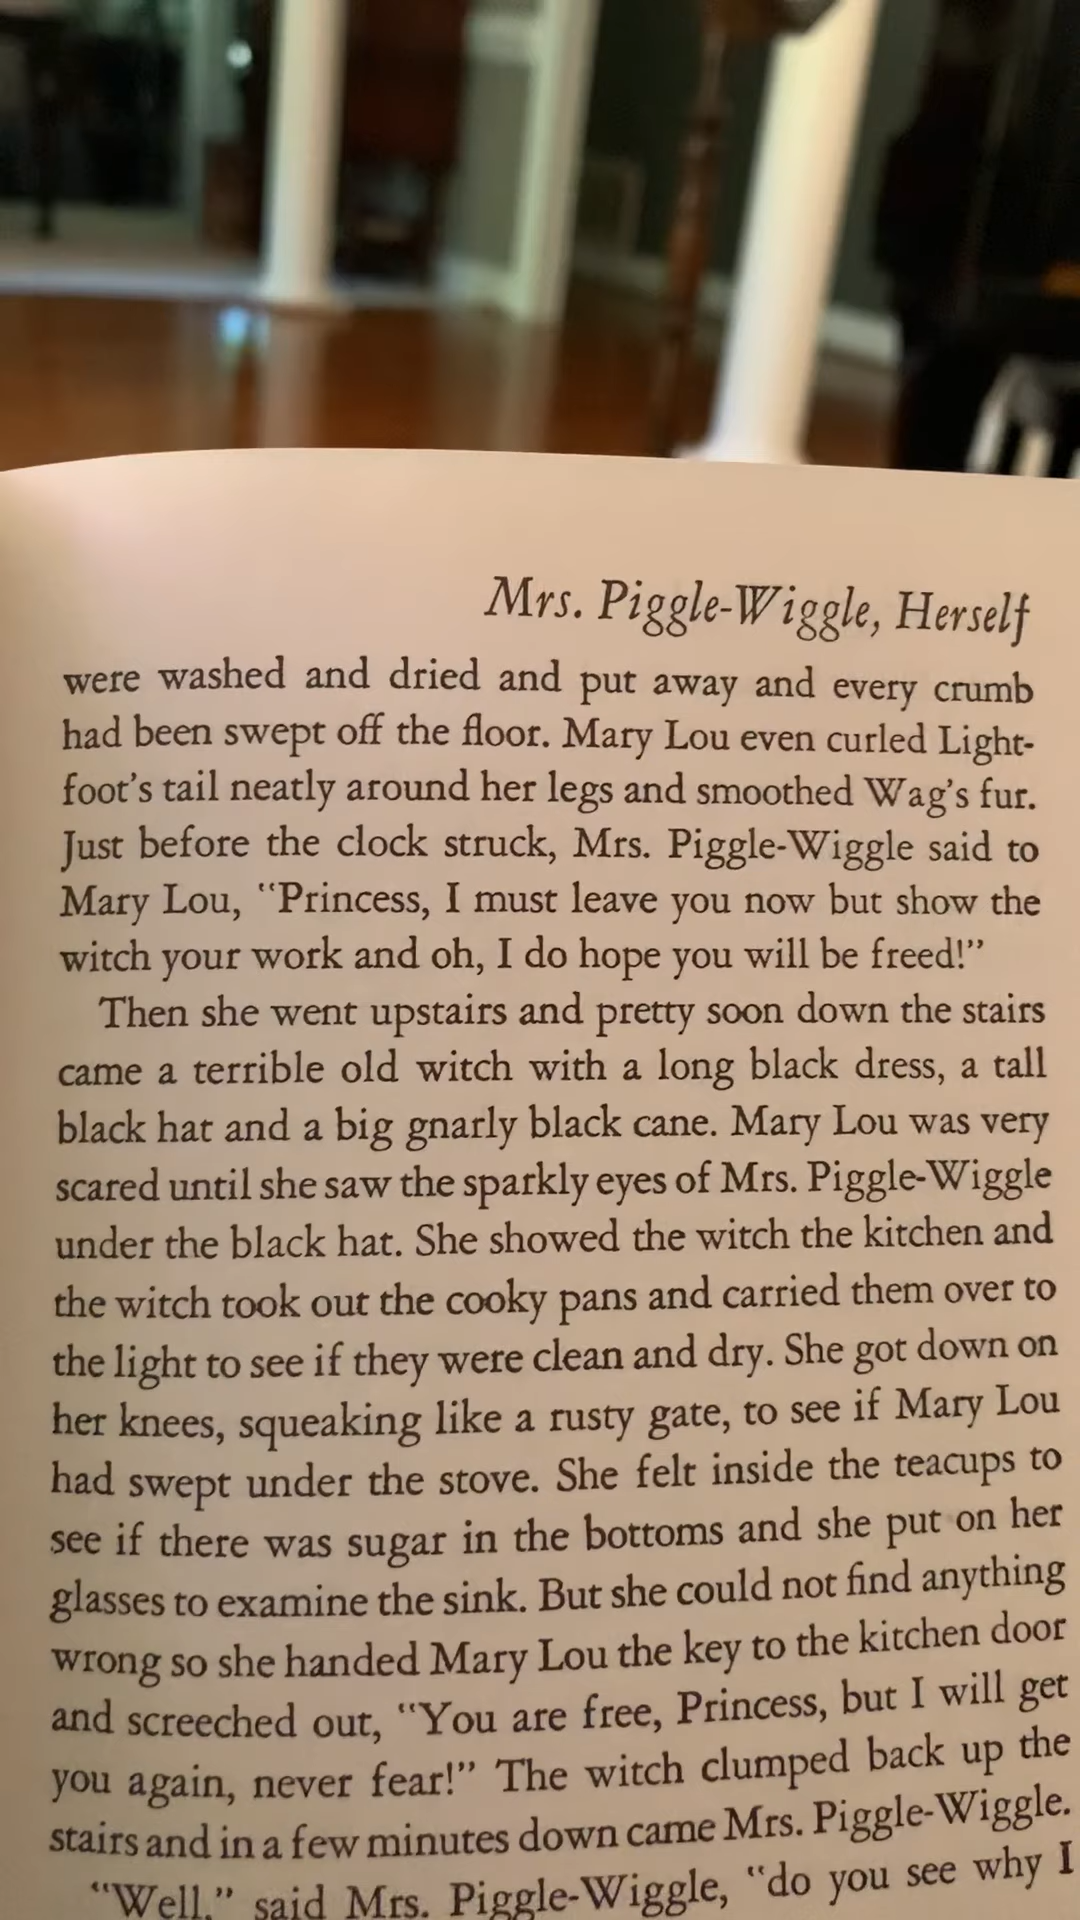 Mrs. Piggle-Wiggle, Herself
were washed and dried and put away and every crumb
had been swept off the floor. Mary Lou even curled Light-
foot’s tail neatly around her legs and smoothed Wag’s fur.
Just before the clock struck, Mrs. Piggle-Wiggle said to
Mary Lou, “Princess, I must leave you now but show the
witch your work and oh, I do hope you will be freed!”
Then she went upstairs and pretty soon down the stairs
came a terrible old witch with a long black dress, a tall
black hat and a big gnarly black cane. Mary Lou was very
scared until she saw the sparkly eyes of Mrs. Piggle-Wiggle
under the black hat. She showed the witch the kitchen and
the witch took out the cooky pans and carried them over to
the light to see if they were clean and dry. She got down on
her knees, squeaking like a rusty gate, to see if Mary Lou
had swept under the stove. She felt inside the teacups to
see if there was sugar in the bottoms and she put on her
glasses to examine the sink. But she could not find anything
wrong so she handed Mary Lou the key to the kitchen door
and screeched out, “You are free, Princess, but I will get
you again, never fear!” The witch clumped back up the
stairs and in a few minutes down came Mrs. Piggle-Wiggle.
“Well,” said Mrs. Piggle-Wiggle, “do you see why I